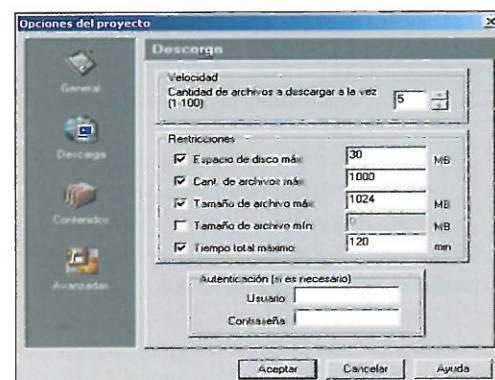 Opciones del proyecto
General
Descarga
Contenidos
Avanzadas
Descarga
Velocidad
Cantidad de archivos a descargar a la vez
(1-100)
5
Restricciones
Espacio de disco máx:
30
MB
Cant. de archivos máx:
1000
Tamaño de archivo máx:
1024
MB
Tamaño de archivo mín:
0
MB
Tiempo total máximo:
120
min
Autenticación (si es necesario)
Usuario:
Contraseña:
Aceptar
Cancelar
Ayuda